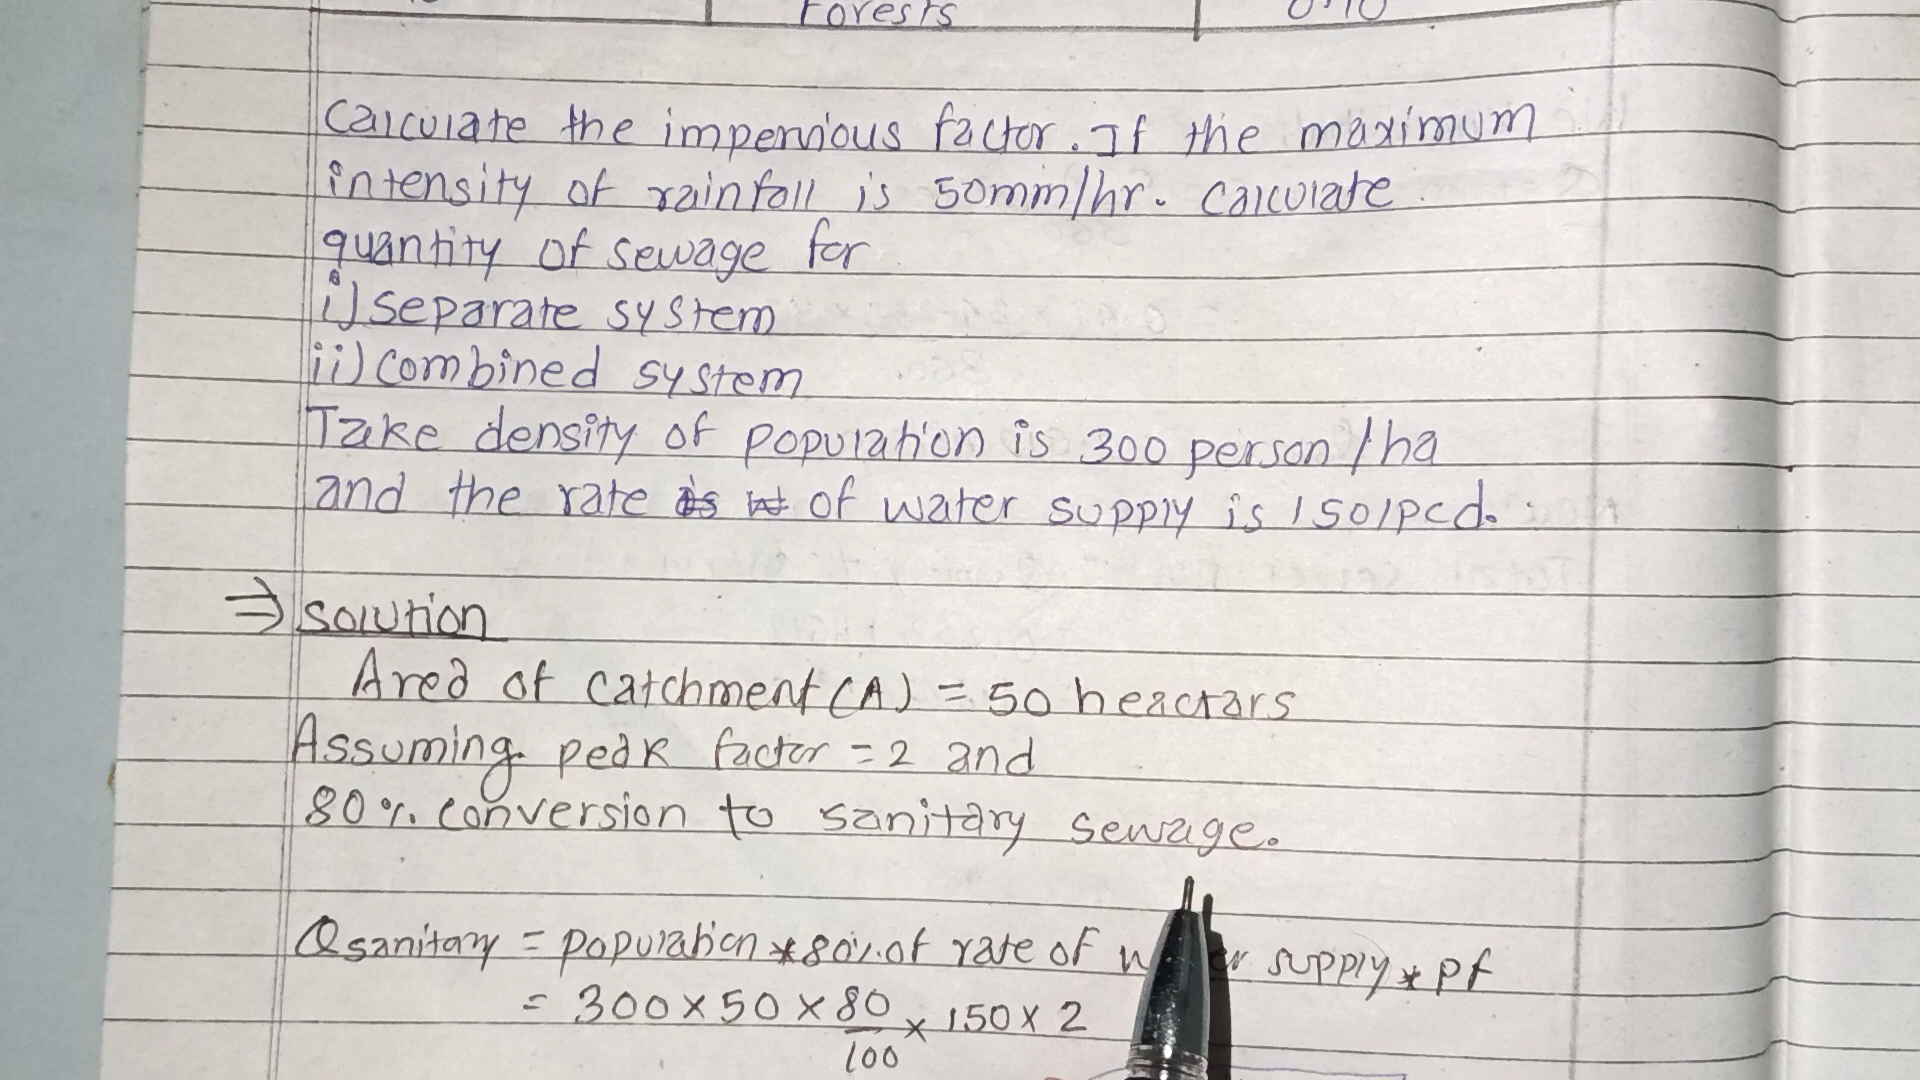 Forests 0.10
Calculate the impervious factor. If the maximum
intensity of rainfall is 50mm/hr. Calculate
quantity of sewage for
i) separate system
ii) combined system
Take density of population is 300 person/ha
and the rate is of water supply is 150lpcd.
⇒ Solution
Area of catchment (A) = 50 heactars
Assuming peak factor = 2 and
80% conversion to sanitary sewage.
Qsanitary = population * 80% of rate of supply * pf
= 300 × 50 × 80/100 × 150 × 2